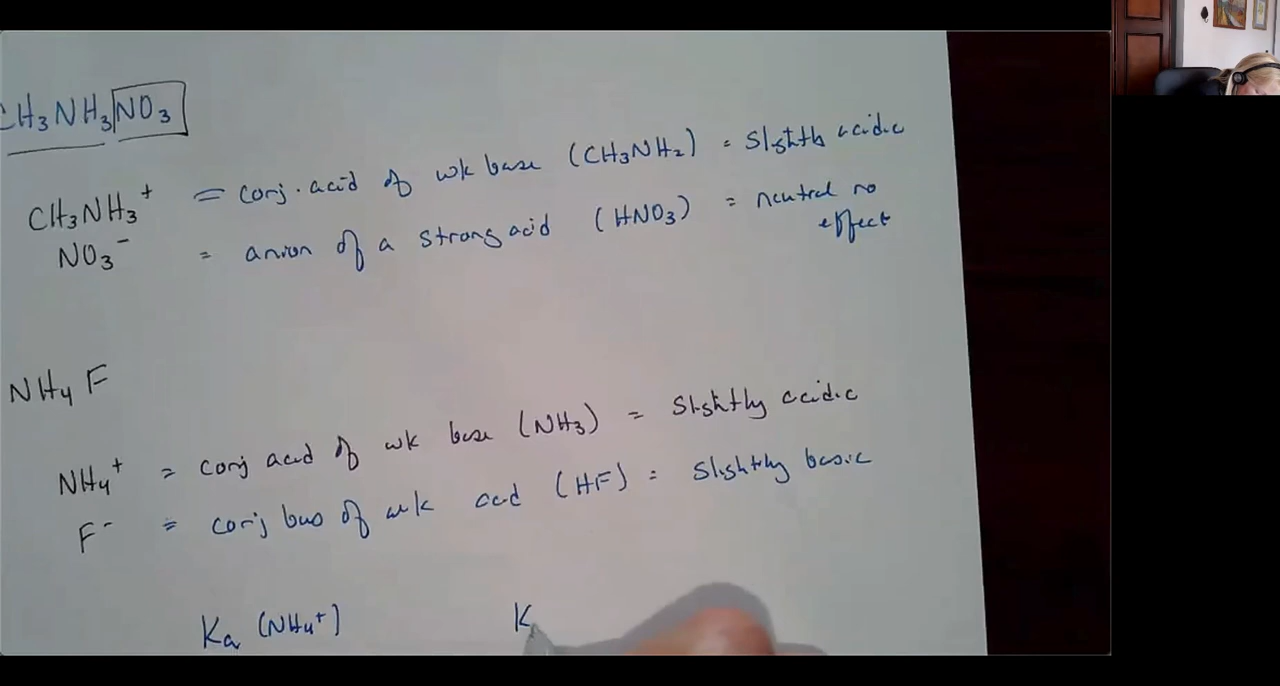 CH3NH3NO3
CH3NH3+ = conj. acid of wk base (CH3NH2) = Slightly acidic
NO3- = anion of a strong acid (HNO3) = neutral no
effect
NH4F
NH4+ = conj acid of wk base (NH3) = Slightly acidic
F- = conj bas of wk acid (HF) = Slightly basic
Ka (NH4+) K